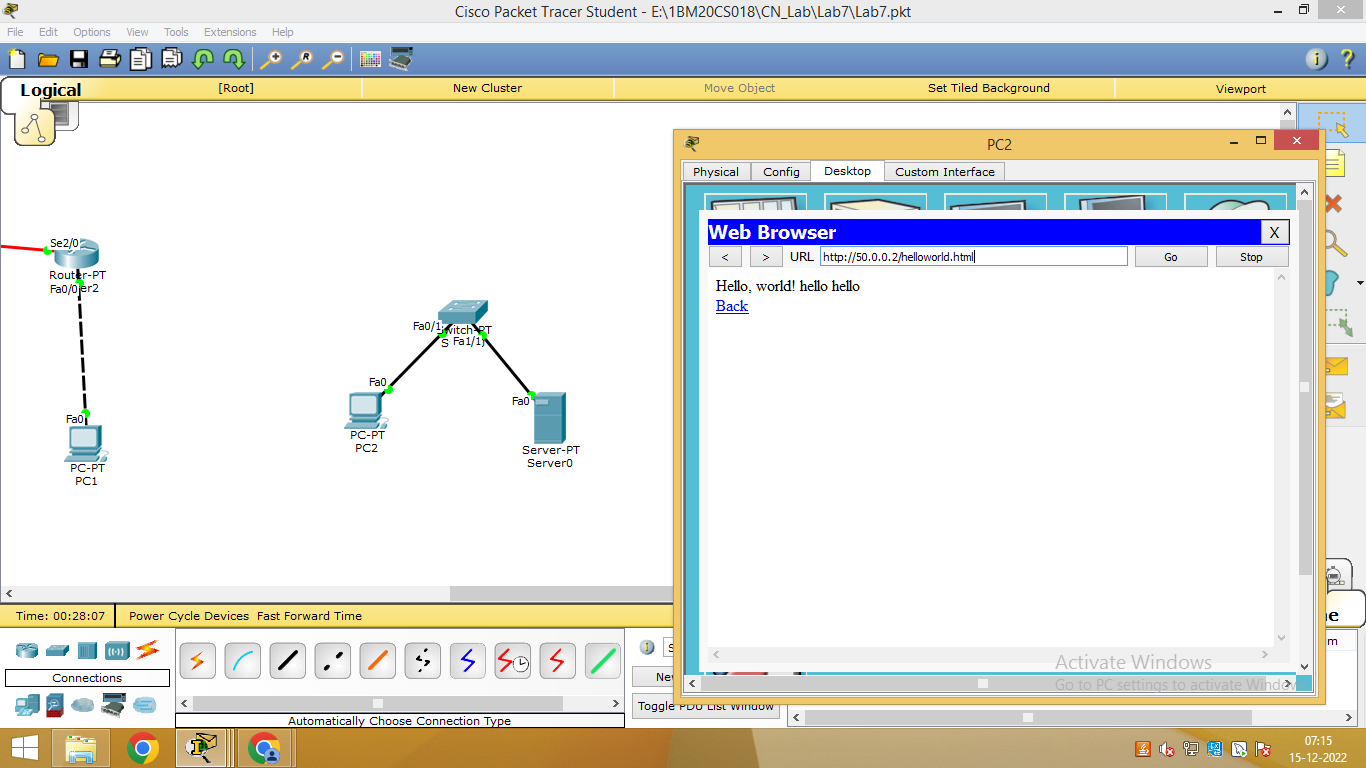 Cisco Packet Tracer Student - E:\1BM20CS018\CN_Lab\Lab7\Lab7.pkt
File Edit Options View Tools Extensions Help
Logical [Root] New Cluster Move Object Set Tiled Background Viewport
PC2
Physical Config Desktop Custom Interface
Web Browser X
< > URL http://50.0.0.2/helloworld.html Go Stop
Hello, world! hello hello
Back
Se2/0
Router-PT
Fa0/0
Fa0
PC-PT
PC1
Fa0/1
Fa1/1
Fa0
PC-PT
PC2
Fa0
Server-PT
Server0
Time: 00:28:07 Power Cycle Devices Fast Forward Time
Connections
Automatically Choose Connection Type
Toggle PDU List Window
Activate Windows
Go to PC settings to activate Windows
07:15
15-12-2022